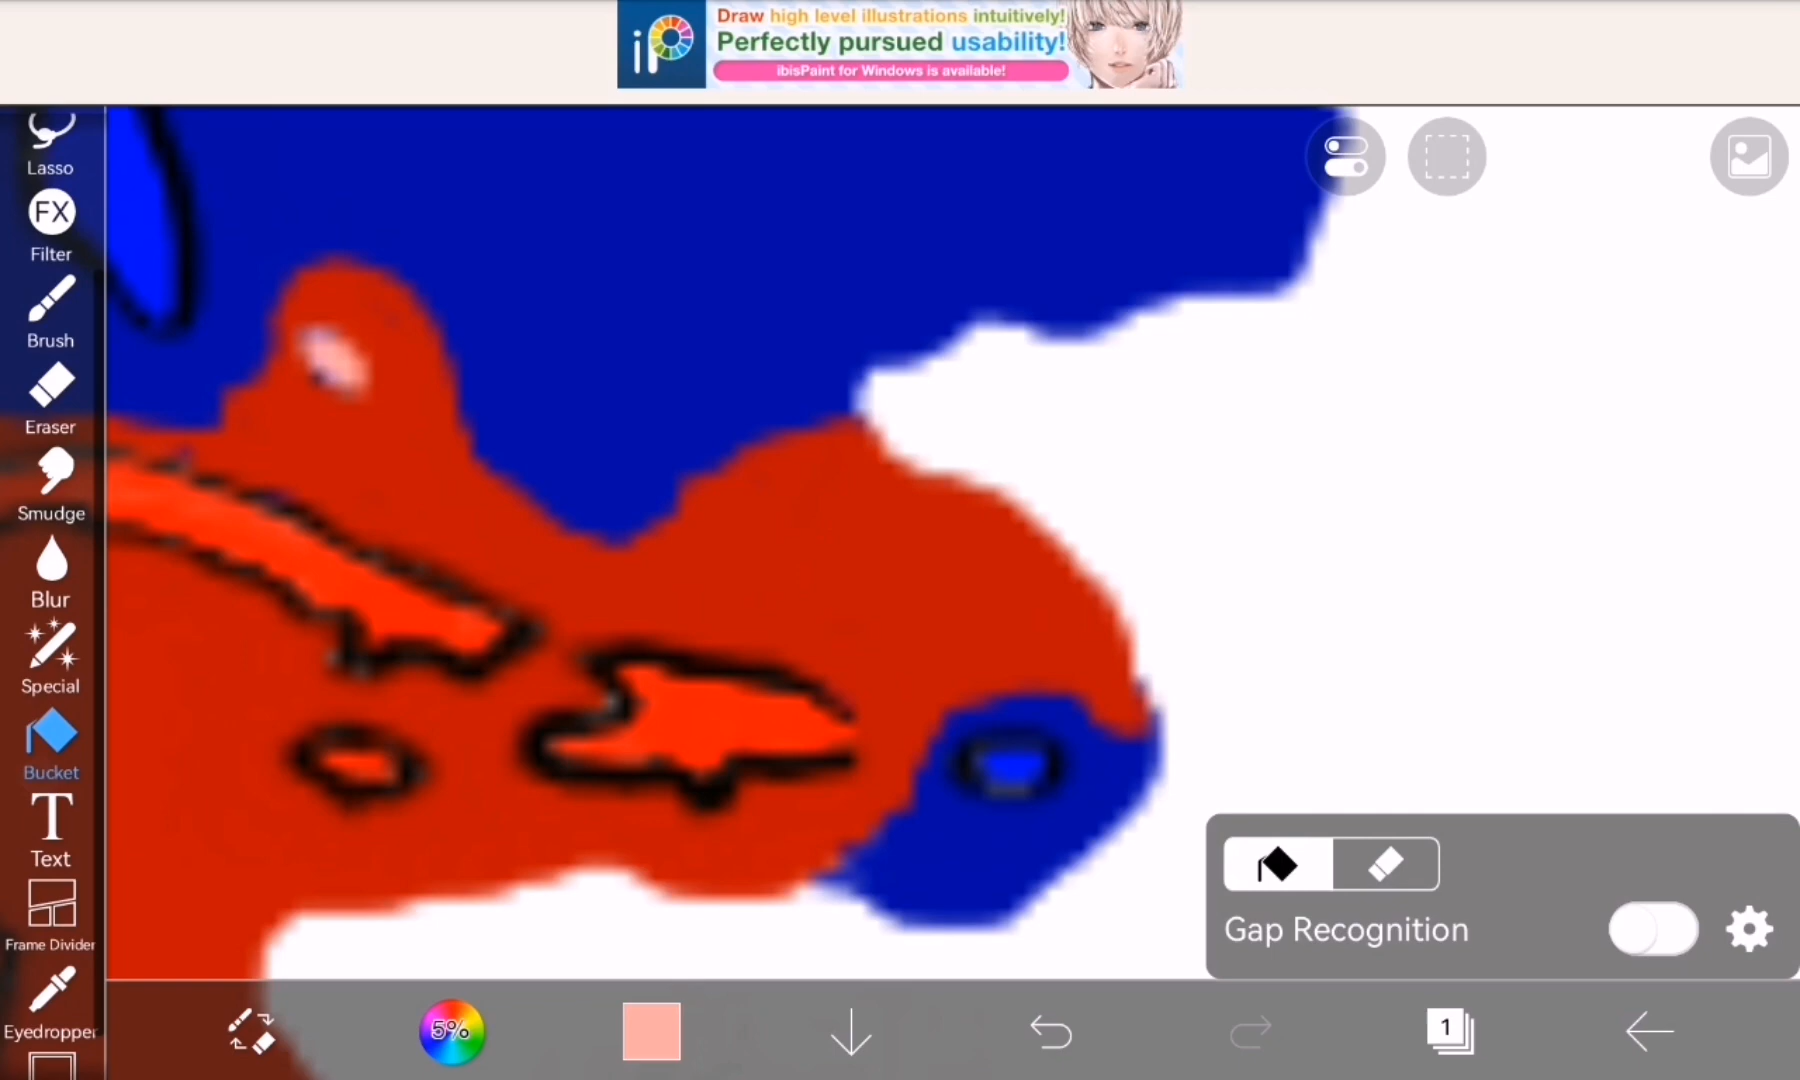 iP
Draw high level illustrations intuitively!
Perfectly pursued usability!
ibisPaint for Windows is available!
Lasso
FX
Filter
Brush
Eraser
Smudge
Blur
Special
Bucket
T
Text
Frame Divider
Eyedropper
Gap Recognition
5%
1